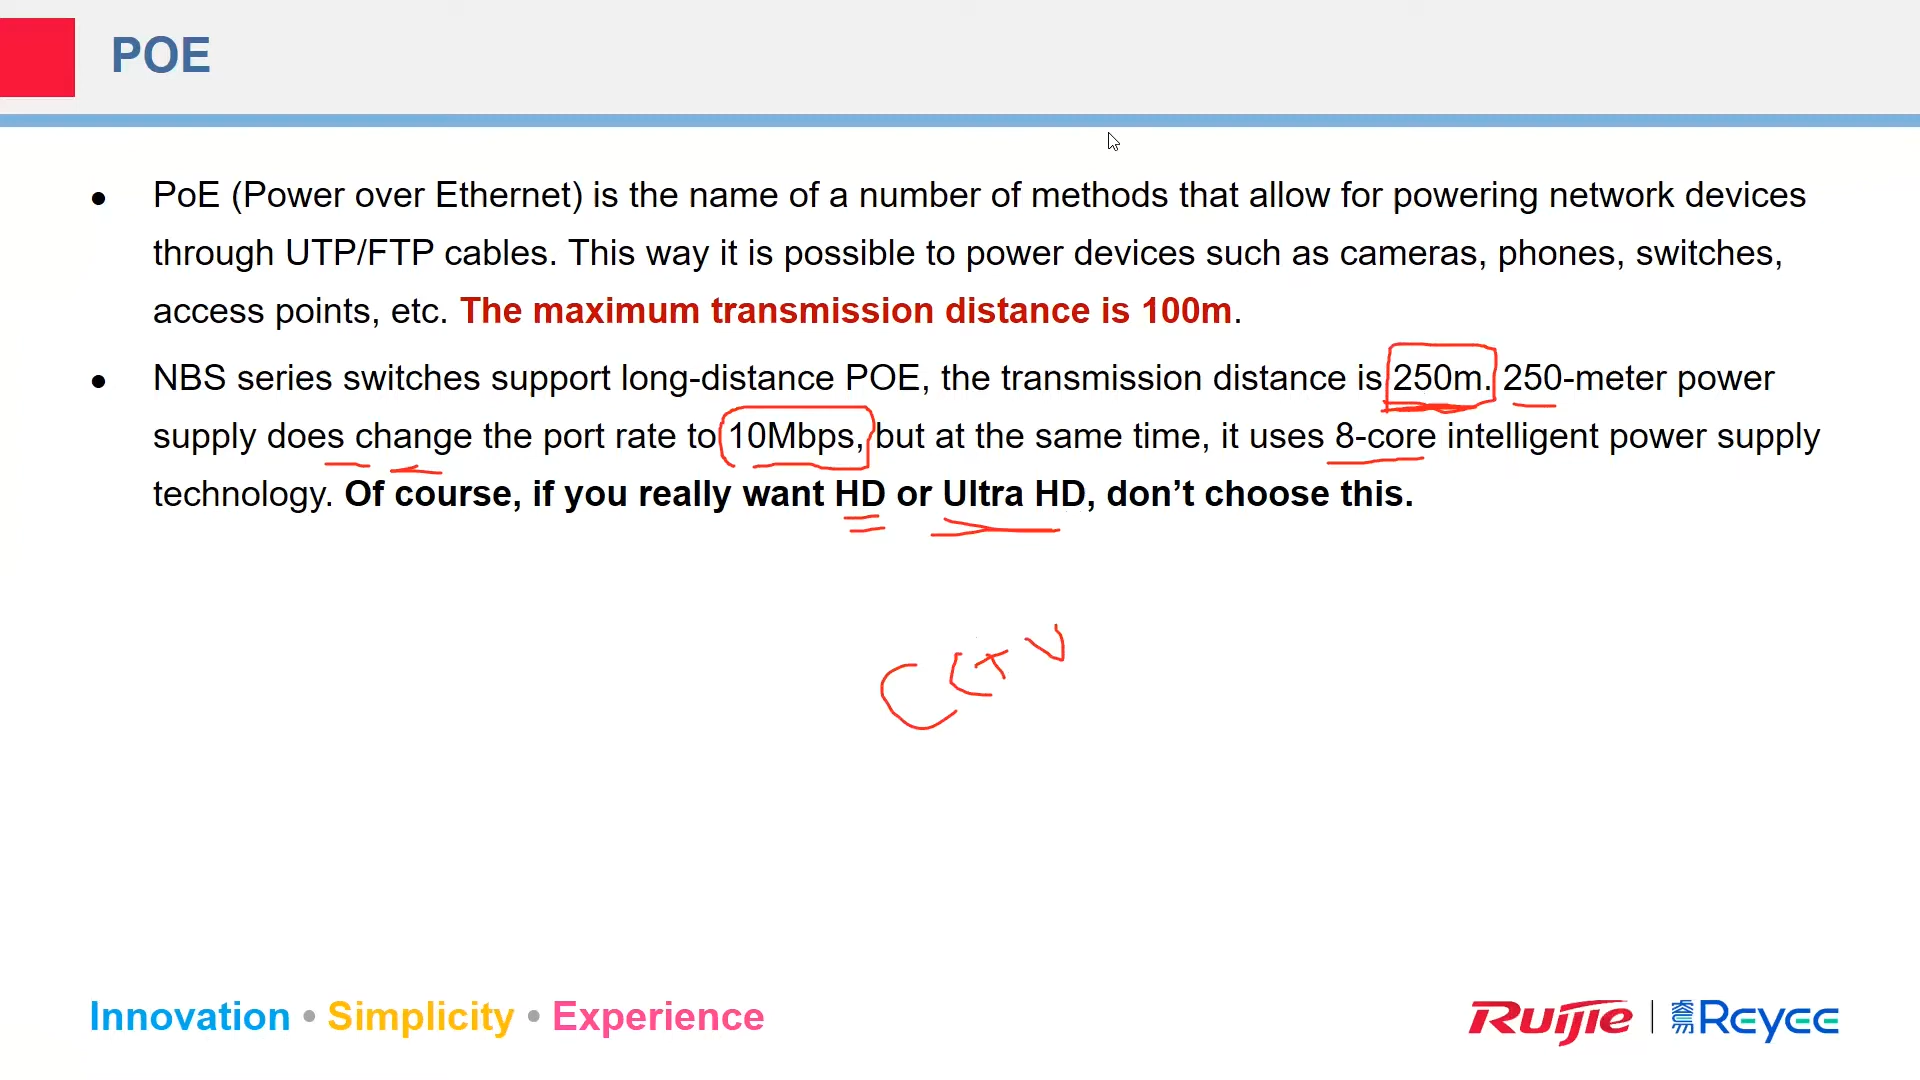 POE
● PoE (Power over Ethernet) is the name of a number of methods that allow for powering network devices
through UTP/FTP cables. This way it is possible to power devices such as cameras, phones, switches,
access points, etc. The maximum transmission distance is 100m.
● NBS series switches support long-distance POE, the transmission distance is 250m. 250-meter power
supply does change the port rate to 10Mbps, but at the same time, it uses 8-core intelligent power supply
technology. Of course, if you really want HD or Ultra HD, don’t choose this.
CCTV
Innovation • Simplicity • Experience
Ruijie | 睿易 Reyee